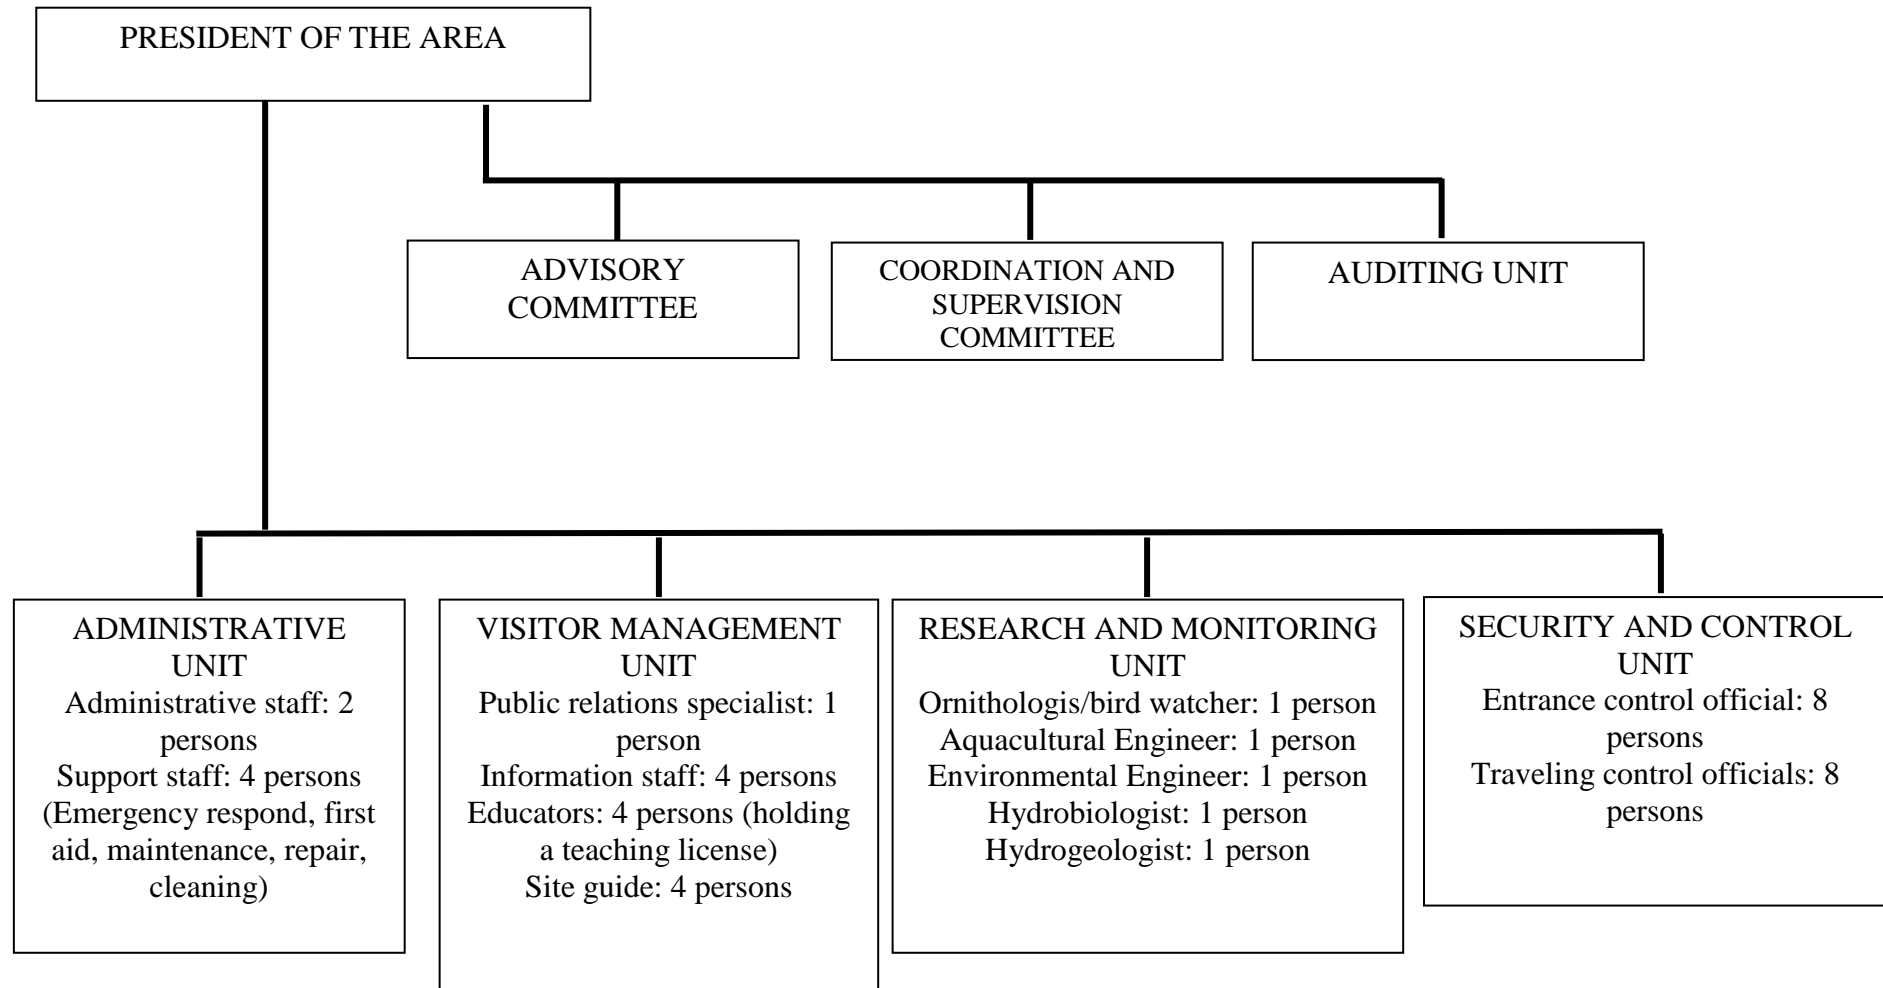 PRESIDENT OF THE AREA
ADVISORY
COMMITTEE
COORDINATION AND
SUPERVISION
COMMITTEE
AUDITING UNIT
ADMINISTRATIVE
UNIT
Administrative staff: 2
persons
Support staff: 4 persons
(Emergency respond, first
aid, maintenance, repair,
cleaning)
VISITOR MANAGEMENT
UNIT
Public relations specialist: 1
person
Information staff: 4 persons
Educators: 4 persons (holding
a teaching license)
Site guide: 4 persons
RESEARCH AND MONITORING
UNIT
Ornithologis/bird watcher: 1 person
Aquacultural Engineer: 1 person
Environmental Engineer: 1 person
Hydrobiologist: 1 person
Hydrogeologist: 1 person
SECURITY AND CONTROL
UNIT
Entrance control official: 8
persons
Traveling control officials: 8
persons